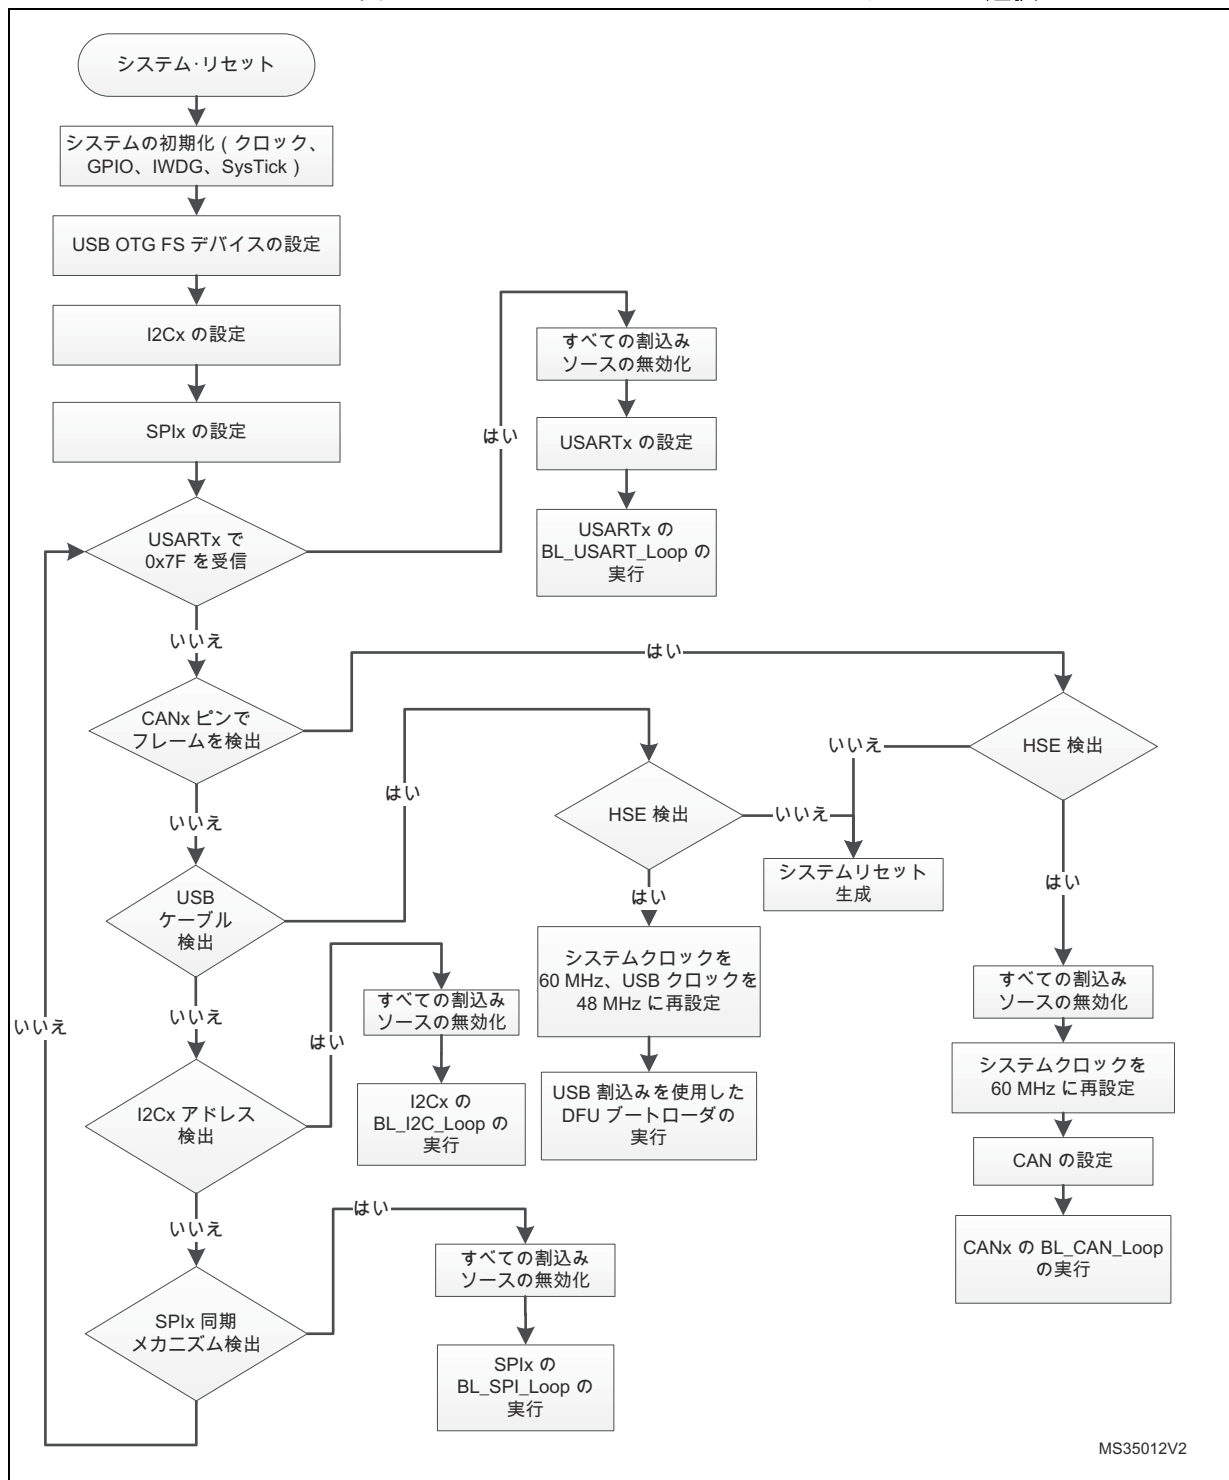 システム･リセット
システムの初期化 ( クロック、
GPIO、IWDG、SysTick )
USB OTG FS デバイスの設定
I2Cx の設定
SPIx の設定
USARTx で
0x7F を受信
はい
すべての割込み
ソースの無効化
USARTx の設定
USARTx の
BL_USART_Loop の
実行
いいえ
CANx ピンで
フレームを検出
はい
HSE 検出
いいえ
はい
すべての割込み
ソースの無効化
システムクロックを
60 MHz に再設定
CAN の設定
CANx の BL_CAN_Loop
の実行
いいえ
USB
ケーブル
検出
はい
HSE 検出
いいえ
システムリセット
生成
はい
システムクロックを
60 MHz、USB クロックを
48 MHz に再設定
USB 割込みを使用した
DFU ブートローダの
実行
いいえ
I2Cx アドレス
検出
はい
すべての割込み
ソースの無効化
I2Cx の
BL_I2C_Loop の
実行
いいえ
SPIx 同期
メカニズム検出
はい
すべての割込み
ソースの無効化
SPIx の
BL_SPI_Loop の
実行
いいえ
MS35012V2